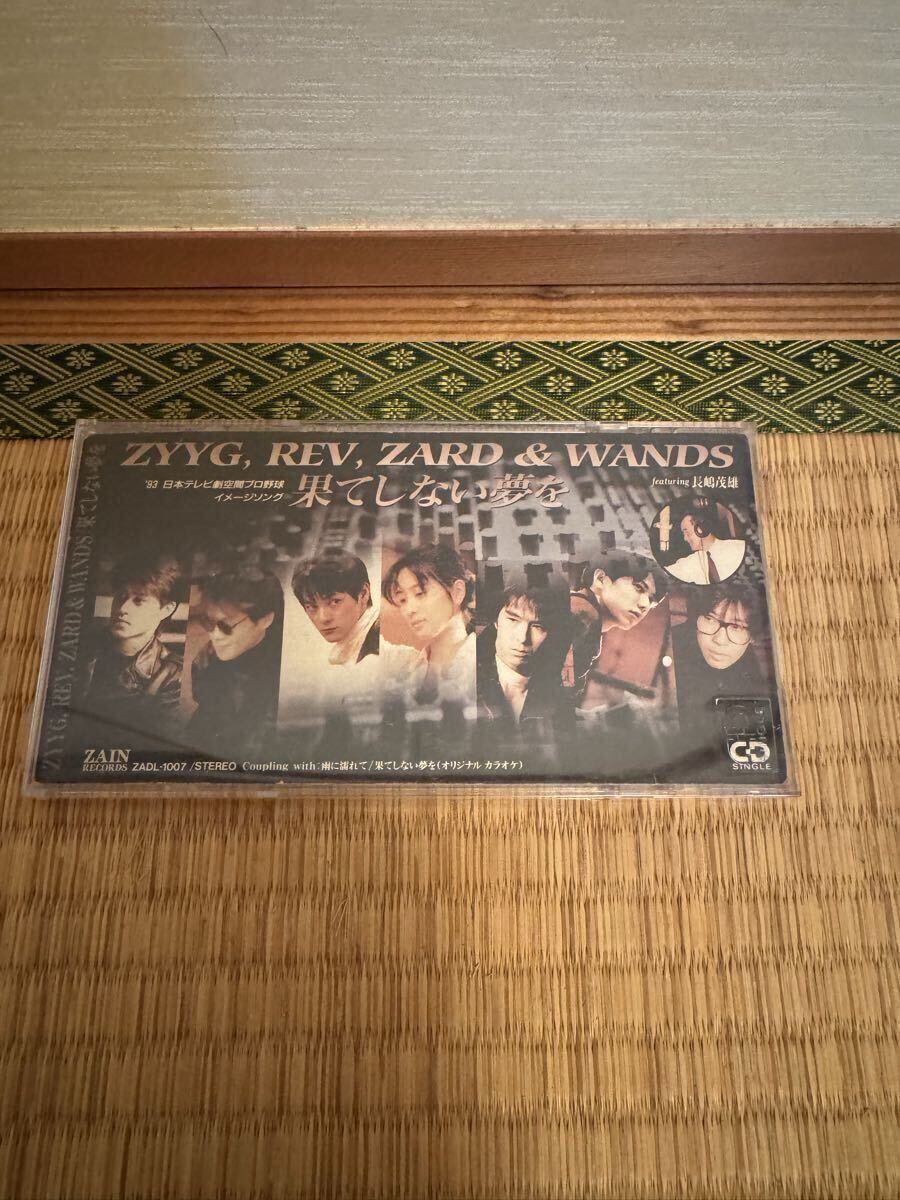 ZYYG, REV, ZARD & WANDS
'93 日本テレビ劇空間プロ野球
イメージソング
果てしない夢を
featuring 長嶋茂雄
ZYYG, REV, ZARD & WANDS 果てしない夢を
ZAIN
RECORDS ZADL-1007 /STEREO Coupling with:雨に濡れて/果てしない夢を(オリジナル カラオケ)
CD
SINGLE